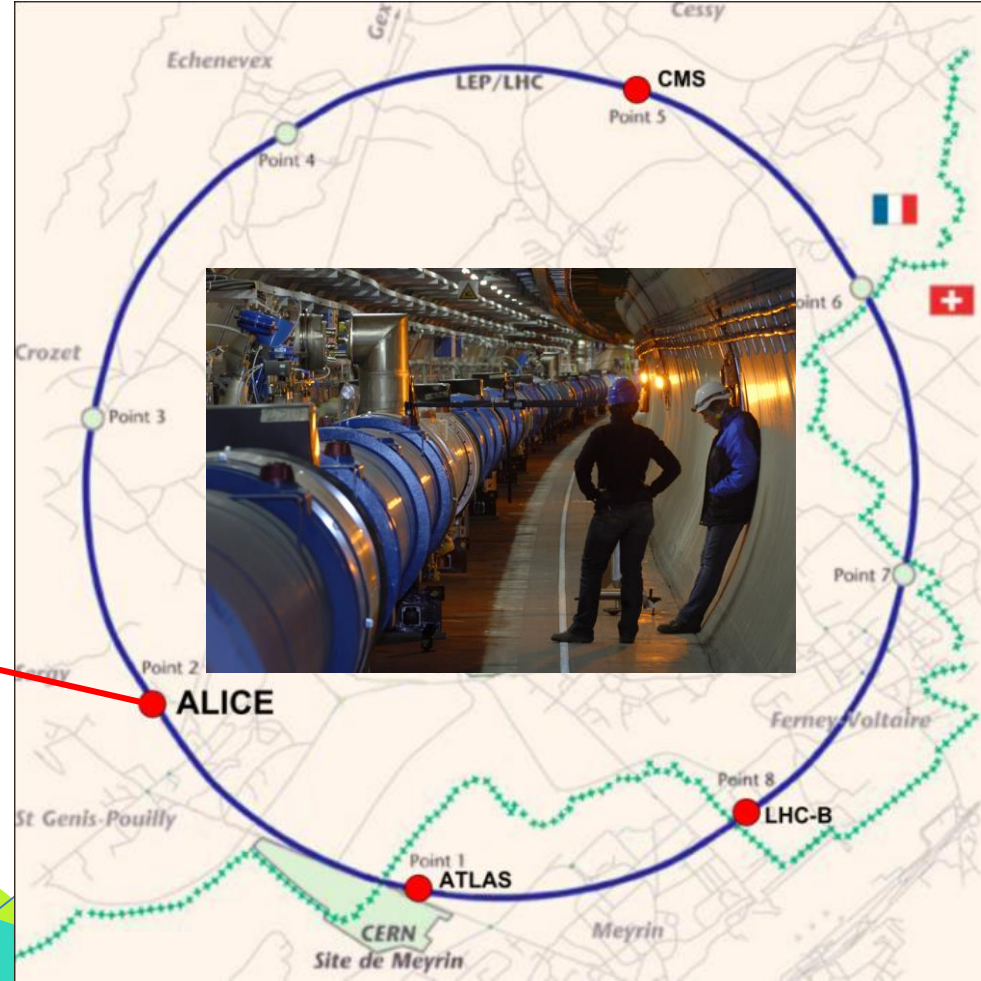 Cessy
Gex
Echenevex
LEP/LHC
CMS
Point 5
Point 4
Point 6
Crozet
Point 3
Point 7
Point 2
ALICE
Ferney-Voltaire
Point 8
St Genis-Pouilly
LHC-B
Point 1
ATLAS
CERN
Meyrin
Site de Meyrin